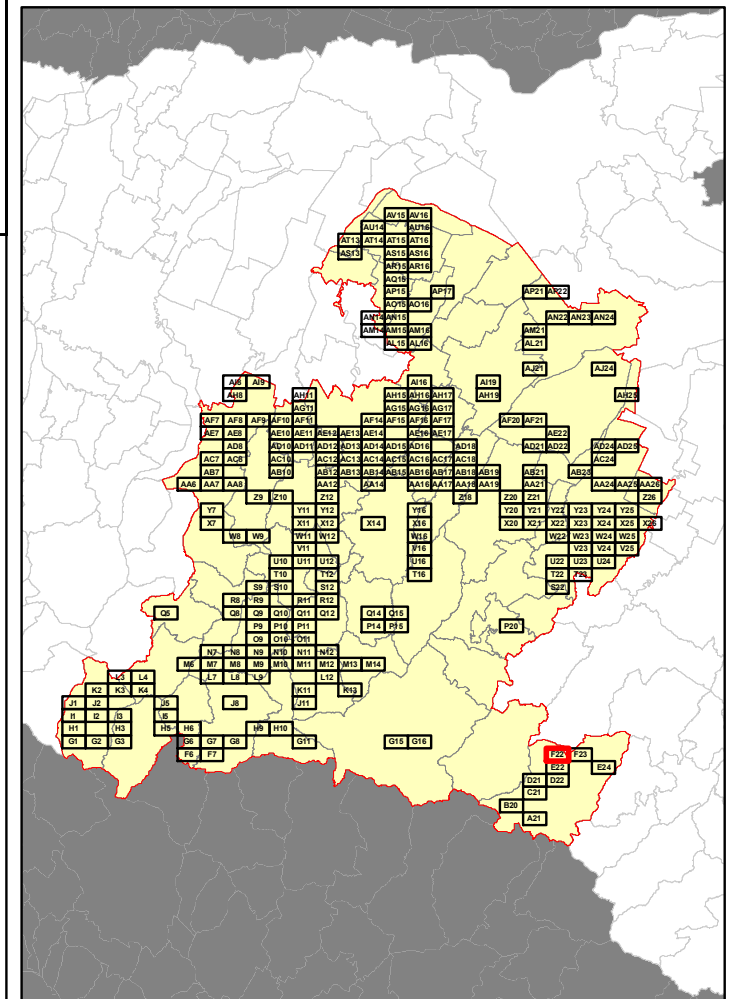 AV15 AV16
AU14 AU16
AT13 AT14 AT15 AT16
AS13 AS15 AS16
AR15 AR16
AQ15
AP15 AP17 AP21 AP22
AO15 AO16
AN14 AN15 AN22 AN23 AN24
AM14 AM15 AM16 AM21
AL15 AL16 AL21
AJ21 AJ24
AI8 AI9 AI16 AI19
AH8 AH11 AH15 AH16 AH17 AH19 AH25
AG11 AG15 AG16 AG17
AF7 AF8 AF9 AF10 AF11 AF14 AF15 AF16 AF17 AF20 AF21
AE7 AE8 AE10 AE11 AE12 AE13 AE14 AE16 AE17 AE22
AD8 AD10 AD11 AD12 AD13 AD14 AD15 AD16 AD18 AD21 AD22 AD24 AD25
AC7 AC8 AC10 AC12 AC13 AC14 AC15 AC16 AC17 AC18 AC24
AB7 AB10 AB12 AB13 AB14 AB15 AB16 AB17 AB18 AB19 AB21 AB23
AA6 AA7 AA8 AA12 AA14 AA16 AA17 AA18 AA19 AA21 AA24 AA25 AA26
Z9 Z10 Z12 Z18 Z20 Z21 Z26
Y7 Y11 Y12 Y16 Y20 Y21 Y22 Y23 Y24 Y25
X7 X11 X12 X14 X16 X20 X21 X22 X23 X24 X25 X26
W8 W9 W11 W12 W16 W22 W23 W24 W25
V11 V16 V23 V24 V25
U10 U11 U12 U16 U22 U23 U24
T10 T12 T16 T22 T23
S9 S10 S12 S22
R8 R9 R11 R12
Q5 Q8 Q9 Q10 Q11 Q12 Q14 Q15
P9 P10 P11 P14 P15 P20
O9 O10 O11
N7 N8 N9 N10 N11 N12
M6 M7 M8 M9 M10 M11 M12 M13 M14
L3 L4 L7 L8 L9 L12
K2 K3 K4 K11 K13
J1 J2 J5 J8 J11
I1 I2 I3 I5
H1 H2 H3 H5 H6 H9 H10
G1 G2 G3 G6 G7 G8 G11 G15 G16
F6 F7 F22 F23
E22 E24
D21 D22
C21
B20
A21